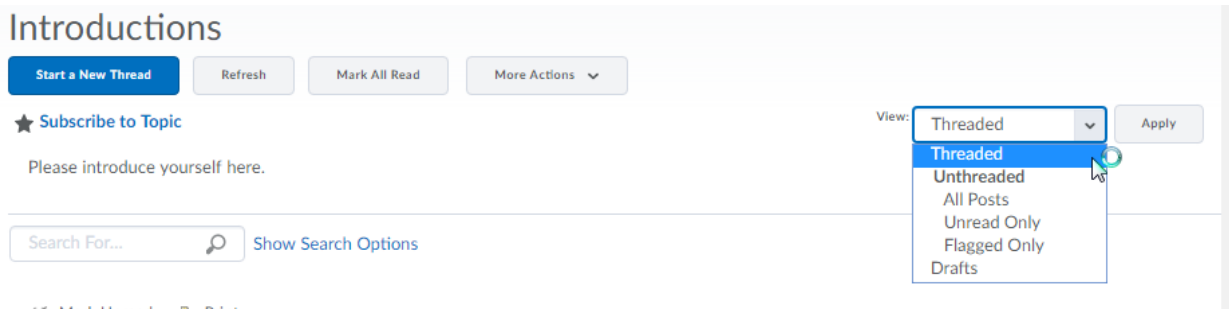 Introductions
Start a New Thread Refresh Mark All Read More Actions
Subscribe to Topic View: Threaded Apply
Threaded
Please introduce yourself here.
Unthreaded
All Posts
Unread Only
Search For... Show Search Options
Flagged Only
Drafts